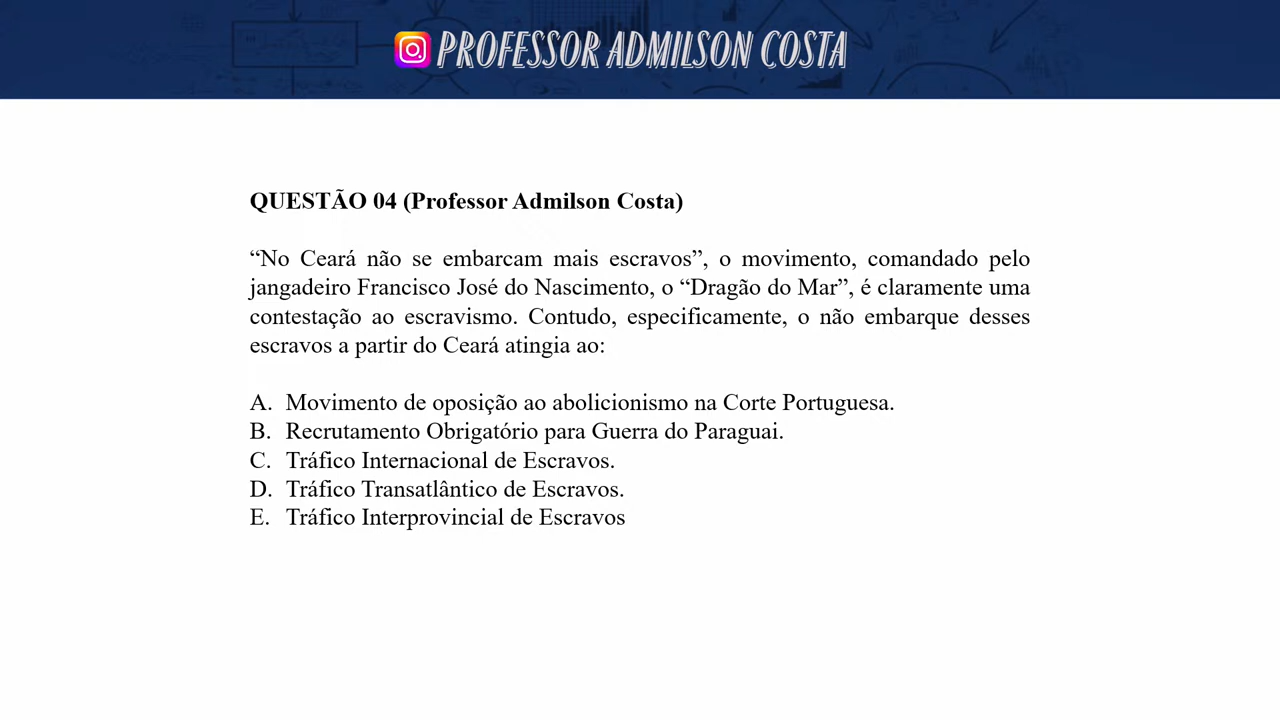 PROFESSOR ADMILSON COSTA
QUESTÃO 04 (Professor Admilson Costa)
“No Ceará não se embarcam mais escravos”, o movimento, comandado pelo
jangadeiro Francisco José do Nascimento, o “Dragão do Mar”, é claramente uma
contestação ao escravismo. Contudo, especificamente, o não embarque desses
escravos a partir do Ceará atingia ao:
A. Movimento de oposição ao abolicionismo na Corte Portuguesa.
B. Recrutamento Obrigatório para Guerra do Paraguai.
C. Tráfico Internacional de Escravos.
D. Tráfico Transatlântico de Escravos.
E. Tráfico Interprovincial de Escravos